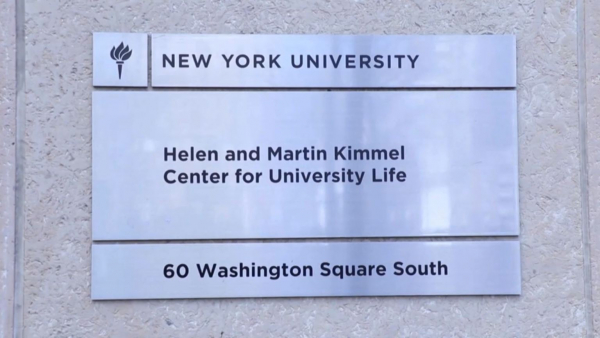 NEW YORK UNIVERSITY
Helen and Martin Kimmel
Center for University Life
60 Washington Square South